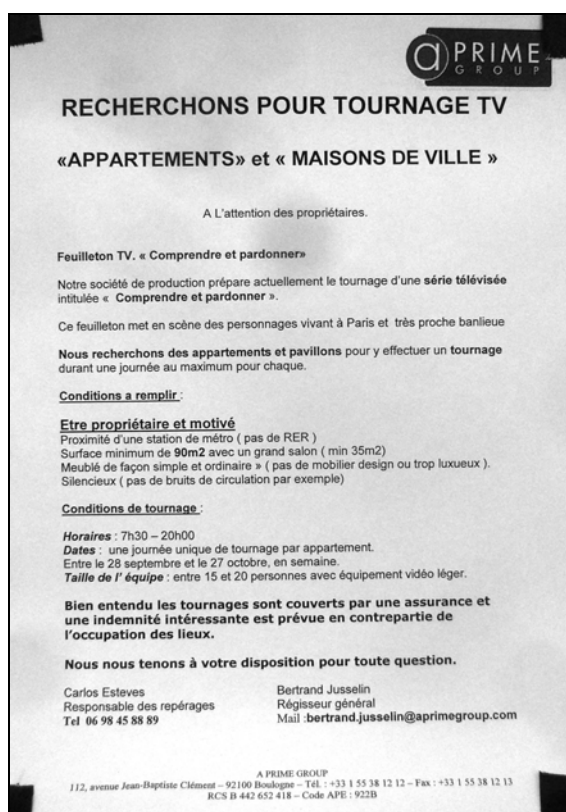 a PRIME
GROUP
RECHERCHONS POUR TOURNAGE TV
«APPARTEMENTS» et « MAISONS DE VILLE »
A L'attention des propriétaires.
Feuilleton TV. « Comprendre et pardonner»
Notre société de production prépare actuellement le tournage d'une série télévisée
intitulée « Comprendre et pardonner ».
Ce feuilleton met en scène des personnages vivant à Paris et très proche banlieue
Nous recherchons des appartements et pavillons pour y effectuer un tournage
durant une journée au maximum pour chaque.
Conditions a remplir :
Etre propriétaire et motivé
Proximité d'une station de métro ( pas de RER )
Surface minimum de 90m2 avec un grand salon ( min 35m2)
Meublé de façon simple et ordinaire » ( pas de mobilier design ou trop luxueux ).
Silencieux ( pas de bruits de circulation par exemple)
Conditions de tournage :
Horaires : 7h30 – 20h00
Dates : une journée unique de tournage par appartement.
Entre le 28 septembre et le 27 octobre, en semaine.
Taille de l' équipe : entre 15 et 20 personnes avec équipement vidéo léger.
Bien entendu les tournages sont couverts par une assurance et
une indemnité intéressante est prévue en contrepartie de
l'occupation des lieux.
Nous nous tenons à votre disposition pour toute question.
Carlos Esteves
Responsable des repérages
Tel 06 98 45 88 89
Bertrand Jusselin
Régisseur général
Mail :bertrand.jusselin@aprimegroup.com
A PRIME GROUP
112, avenue Jean-Baptiste Clément – 92100 Boulogne – Tél. : +33 1 55 38 12 12 – Fax : +33 1 55 38 12 13
RCS B 442 652 418 – Code APE : 922B